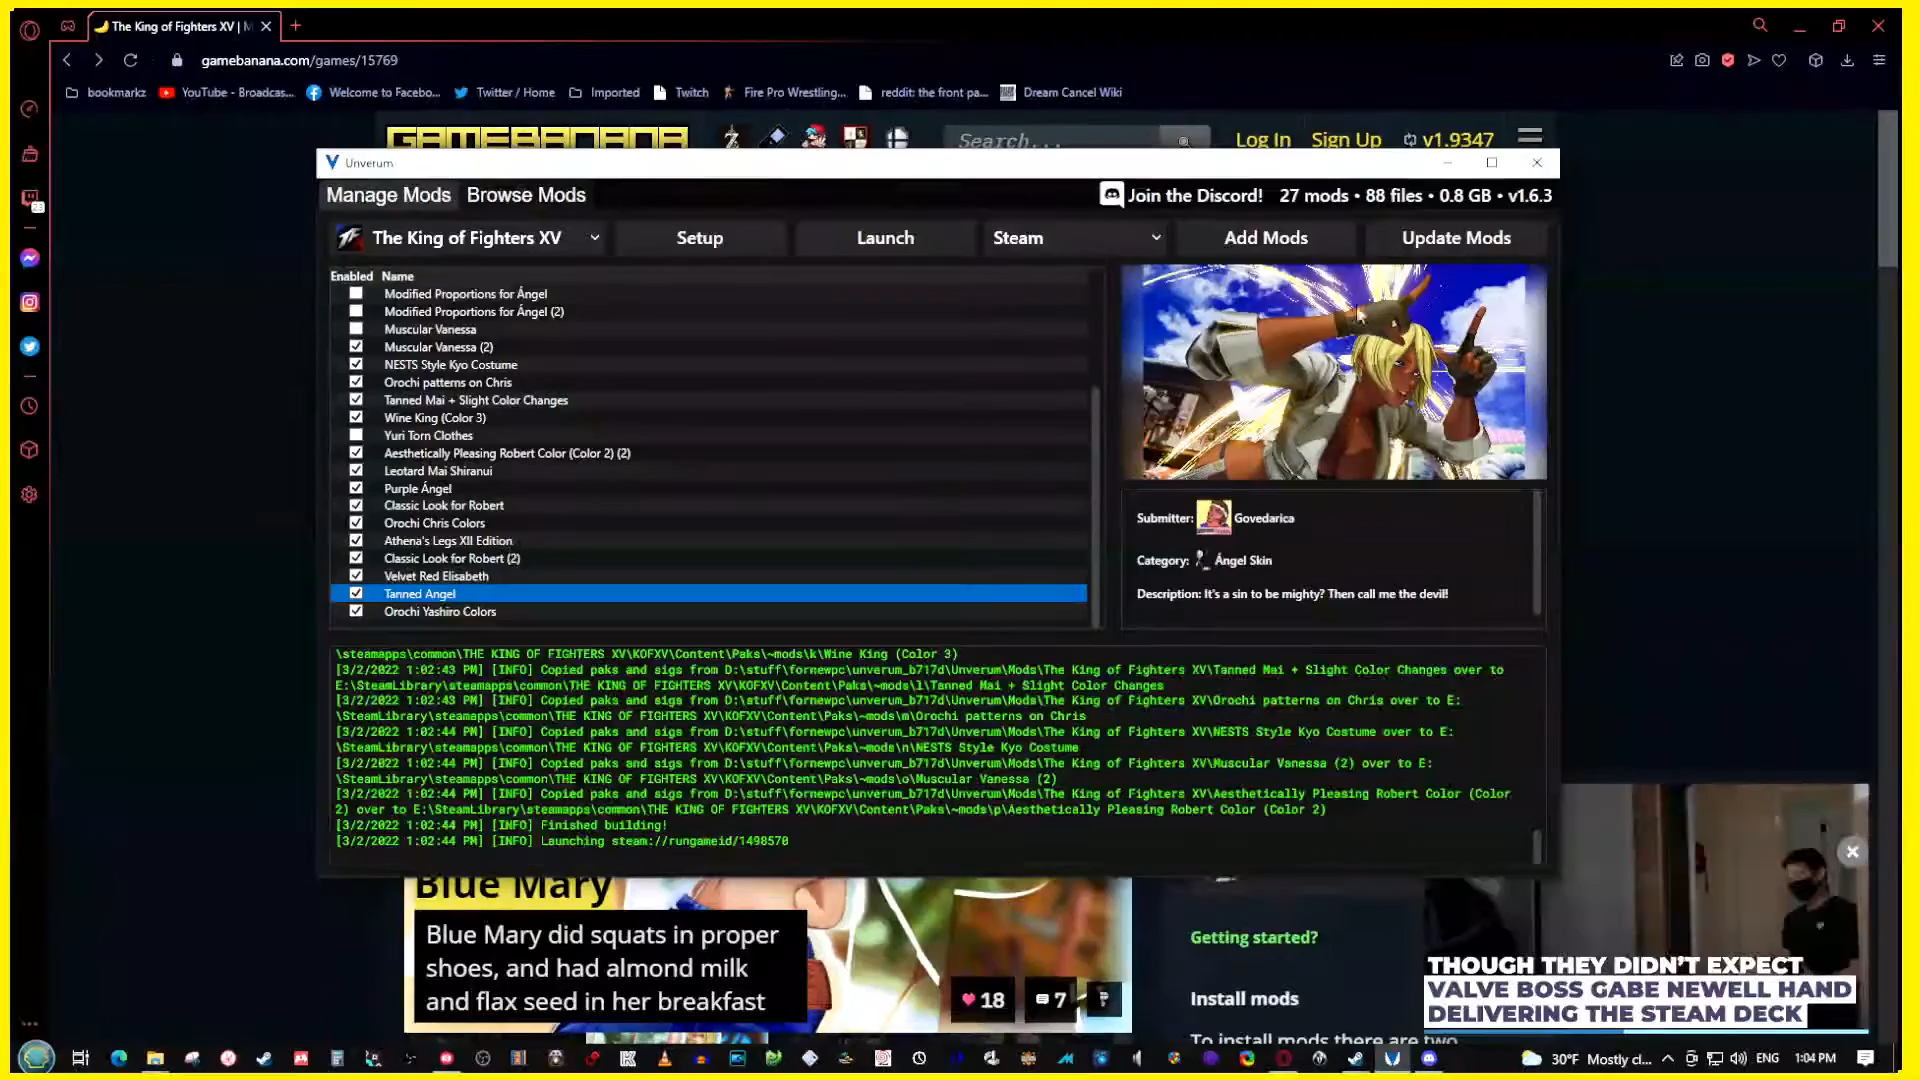 The King of Fighters XV | M
gamebanana.com/games/15769
bookmarkz
YouTube - Broadcas...
Welcome to Facebo...
Twitter / Home
Imported
Twitch
Fire Pro Wrestling...
reddit: the front pa...
Dream Cancel Wiki
GAMEBANANA
Search...
Log In
Sign Up
v1.9347
Unverum
Manage Mods
Browse Mods
Join the Discord!
27 mods • 88 files • 0.8 GB • v1.6.3
The King of Fighters XV
Setup
Launch
Steam
Add Mods
Update Mods
Enabled
Name
Modified Proportions for Ángel
Modified Proportions for Ángel (2)
Muscular Vanessa
Muscular Vanessa (2)
NESTS Style Kyo Costume
Orochi patterns on Chris
Tanned Mai + Slight Color Changes
Wine King (Color 3)
Yuri Torn Clothes
Aesthetically Pleasing Robert Color (Color 2) (2)
Leotard Mai Shiranui
Purple Ángel
Classic Look for Robert
Orochi Chris Colors
Athena's Legs XII Edition
Classic Look for Robert (2)
Velvet Red Elisabeth
Tanned Angel
Orochi Yashiro Colors
Submitter:
Govedarica
Category:
Ángel Skin
Description: It's a sin to be mighty? Then call me the devil!
\steamapps\common\THE KING OF FIGHTERS XV\KOFXV\Content\Paks\~mods\k\Wine King (Color 3)
[3/2/2022 1:02:43 PM] [INFO] Copied paks and sigs from D:\stuff\fornewpc\unverum_b717d\Unverum\Mods\The King of Fighters XV\Tanned Mai + Slight Color Changes over to
E:\SteamLibrary\steamapps\common\THE KING OF FIGHTERS XV\KOFXV\Content\Paks\~mods\l\Tanned Mai + Slight Color Changes
[3/2/2022 1:02:43 PM] [INFO] Copied paks and sigs from D:\stuff\fornewpc\unverum_b717d\Unverum\Mods\The King of Fighters XV\Orochi patterns on Chris over to E:
\SteamLibrary\steamapps\common\THE KING OF FIGHTERS XV\KOFXV\Content\Paks\~mods\m\Orochi patterns on Chris
[3/2/2022 1:02:44 PM] [INFO] Copied paks and sigs from D:\stuff\fornewpc\unverum_b717d\Unverum\Mods\The King of Fighters XV\NESTS Style Kyo Costume over to E:
\SteamLibrary\steamapps\common\THE KING OF FIGHTERS XV\KOFXV\Content\Paks\~mods\n\NESTS Style Kyo Costume
[3/2/2022 1:02:44 PM] [INFO] Copied paks and sigs from D:\stuff\fornewpc\unverum_b717d\Unverum\Mods\The King of Fighters XV\Muscular Vanessa (2) over to E:
\SteamLibrary\steamapps\common\THE KING OF FIGHTERS XV\KOFXV\Content\Paks\~mods\o\Muscular Vanessa (2)
[3/2/2022 1:02:44 PM] [INFO] Copied paks and sigs from D:\stuff\fornewpc\unverum_b717d\Unverum\Mods\The King of Fighters XV\Aesthetically Pleasing Robert Color (Color
2) over to E:\SteamLibrary\steamapps\common\THE KING OF FIGHTERS XV\KOFXV\Content\Paks\~mods\p\Aesthetically Pleasing Robert Color (Color 2)
[3/2/2022 1:02:44 PM] [INFO] Finished building!
[3/2/2022 1:02:44 PM] [INFO] Launching steam://rungameid/1498570
Blue Mary
Blue Mary did squats in proper
shoes, and had almond milk
and flax seed in her breakfast
18
7
Getting started?
Install mods
To install mods there are two
THOUGH THEY DIDN'T EXPECT
VALVE BOSS GABE NEWELL HAND
DELIVERING THE STEAM DECK
30°F Mostly cl...
ENG
1:04 PM